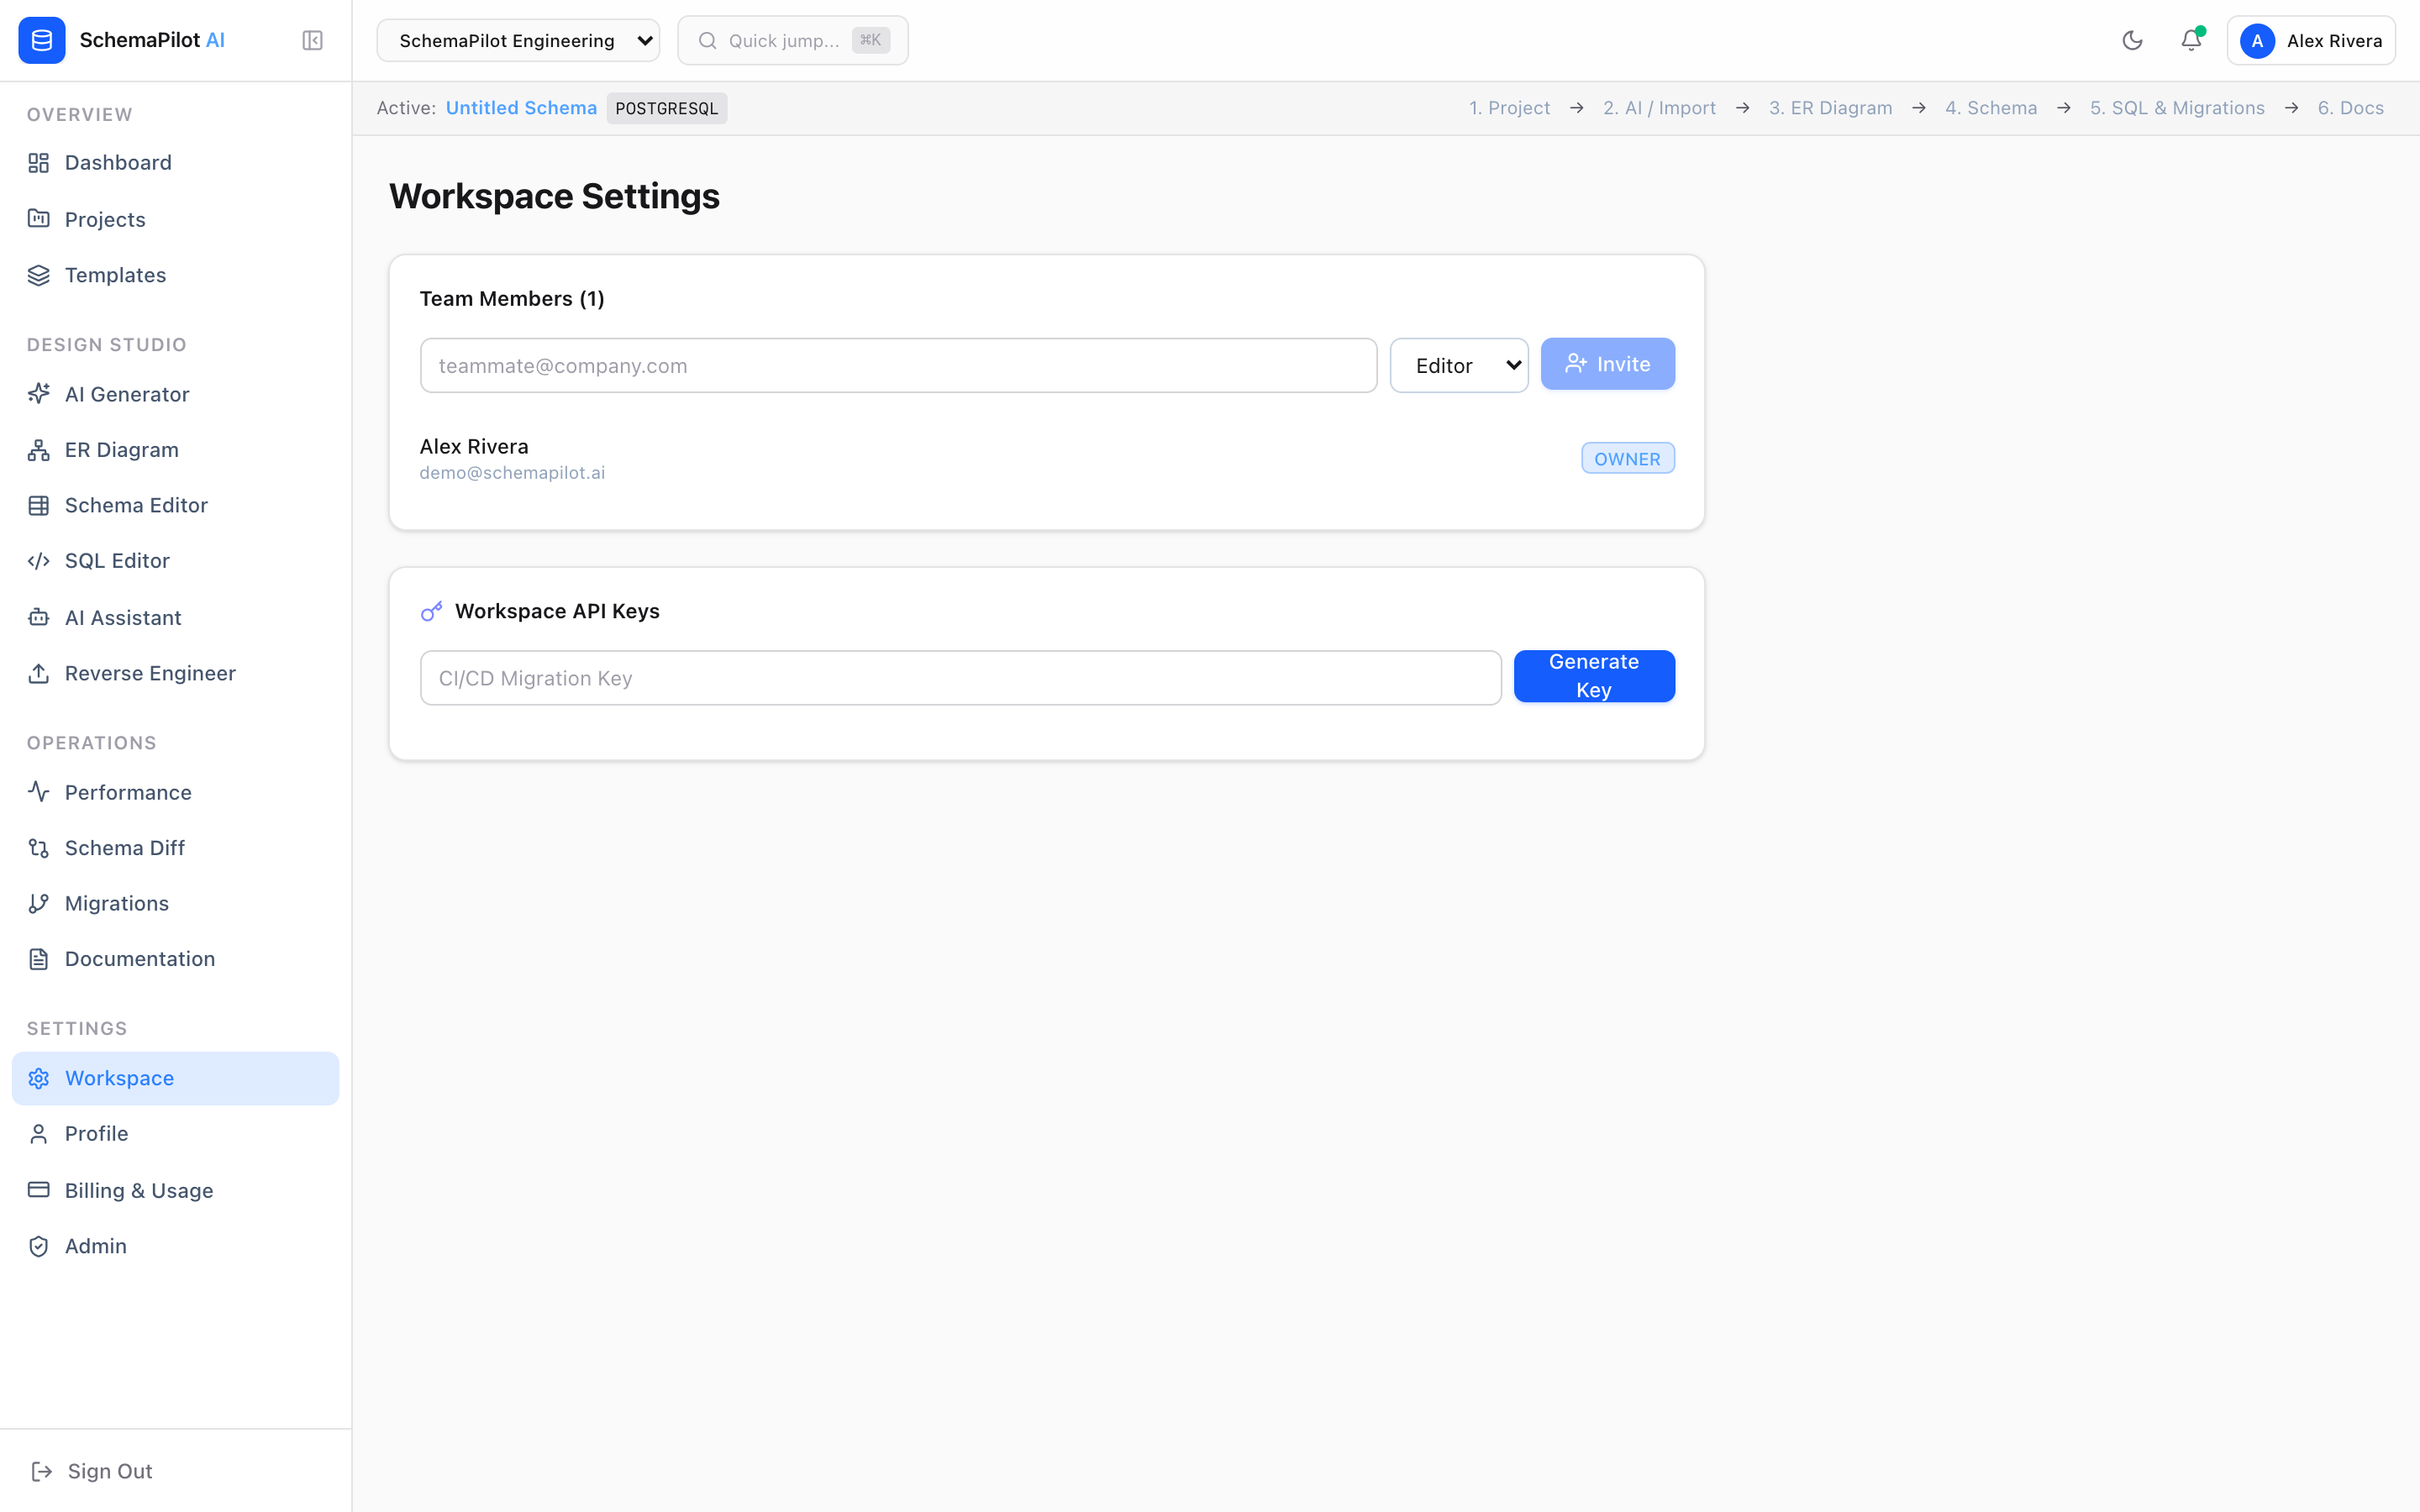 SchemaPilot AI
SchemaPilot Engineering
Quick jump... ⌘K
A Alex Rivera
Active: Untitled Schema POSTGRESQL
1. Project → 2. AI / Import → 3. ER Diagram → 4. Schema → 5. SQL & Migrations → 6. Docs
OVERVIEW
Dashboard
Projects
Templates
DESIGN STUDIO
AI Generator
ER Diagram
Schema Editor
SQL Editor
AI Assistant
Reverse Engineer
OPERATIONS
Performance
Schema Diff
Migrations
Documentation
SETTINGS
Workspace
Profile
Billing & Usage
Admin
Sign Out
Workspace Settings
Team Members (1)
teammate@company.com
Editor
Invite
Alex Rivera
demo@schemapilot.ai
OWNER
Workspace API Keys
CI/CD Migration Key
Generate
Key